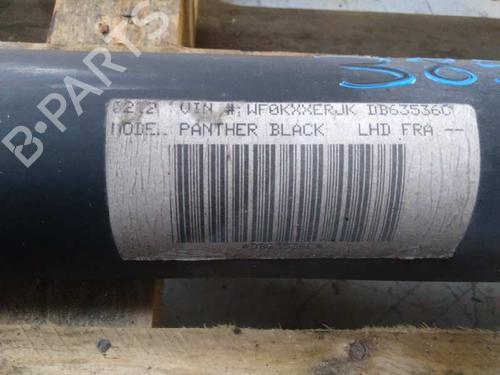 0212 VIN #: WF0KXXERJK DB63536
MODEL PANTHER BLACK LHD FRA --
B-PARTS